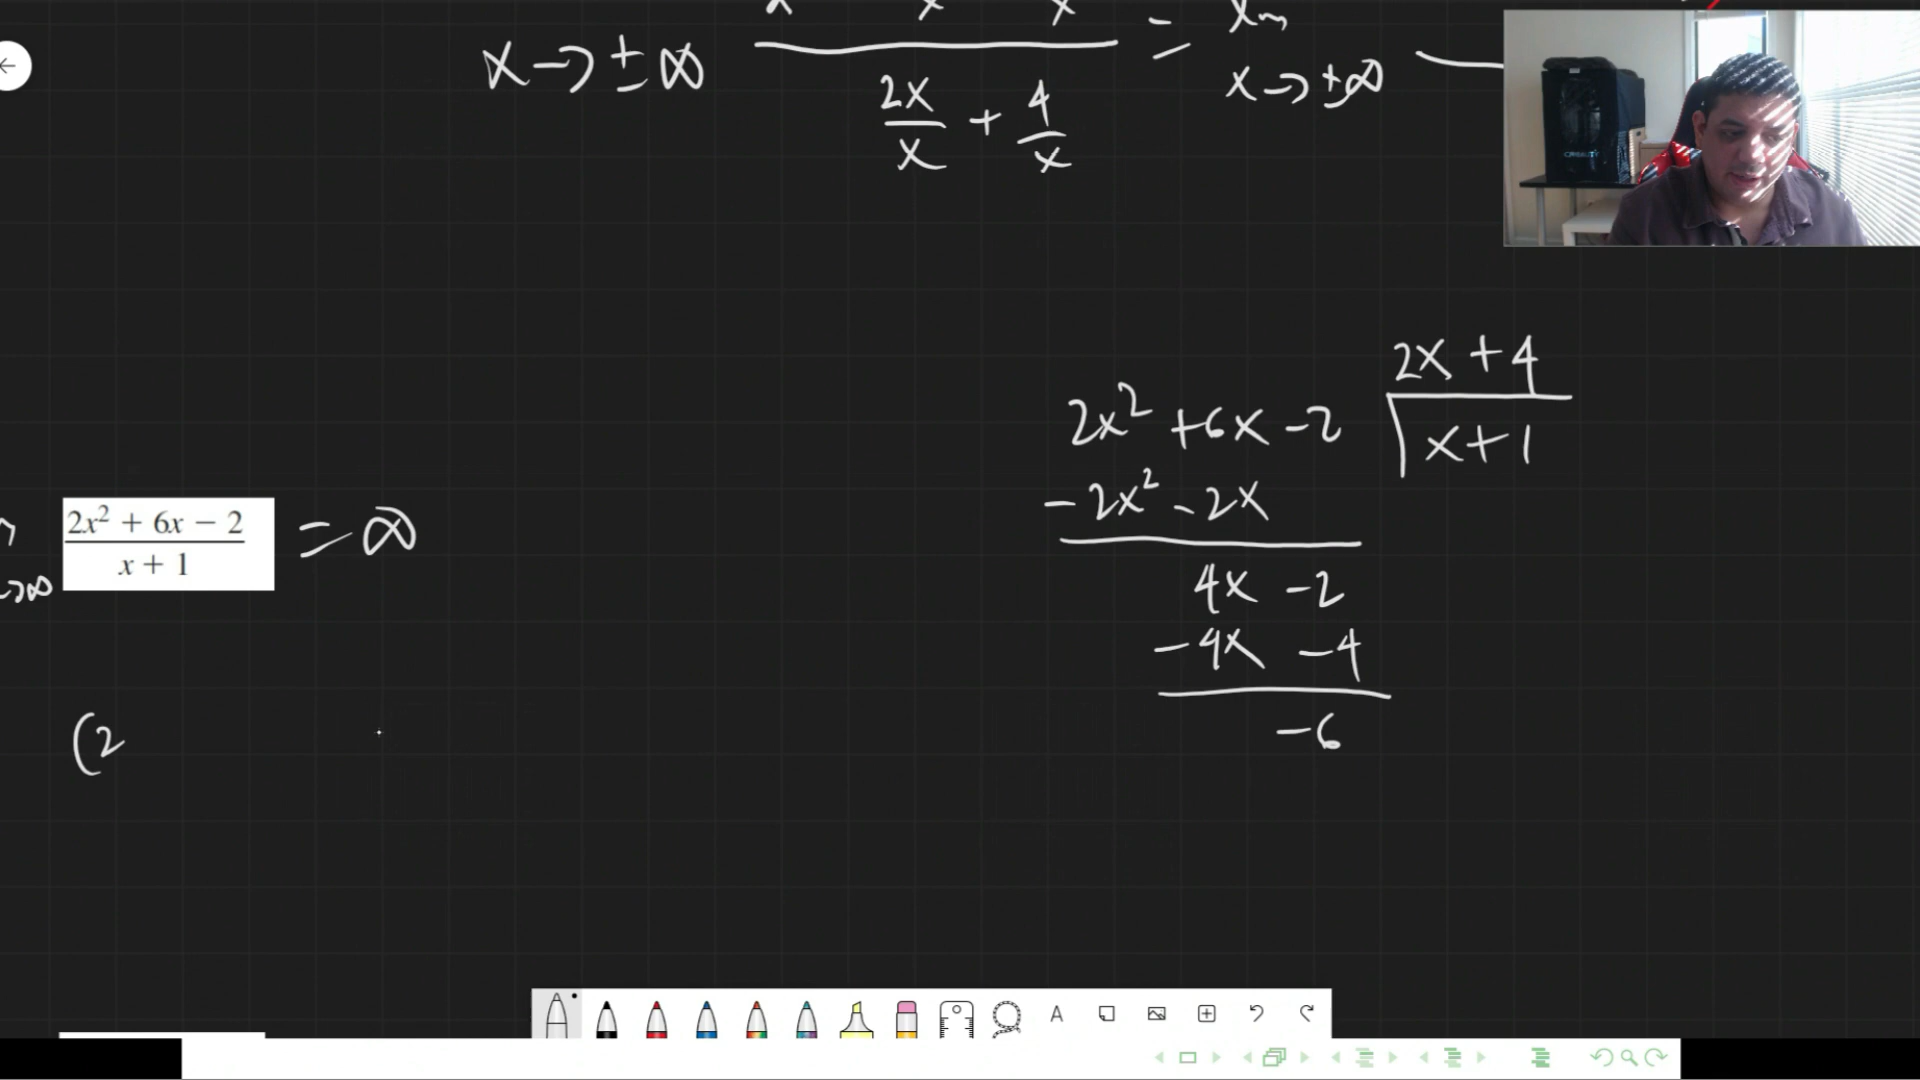 x→±∞ 2x/x + 4/x = x→±∞
2x + 4
2x² +6x -2 x+1
-2x² -2x
4x -2
-4x -4
-6
→∞ 2x² + 6x − 2 / x + 1 = ∞
(2
A